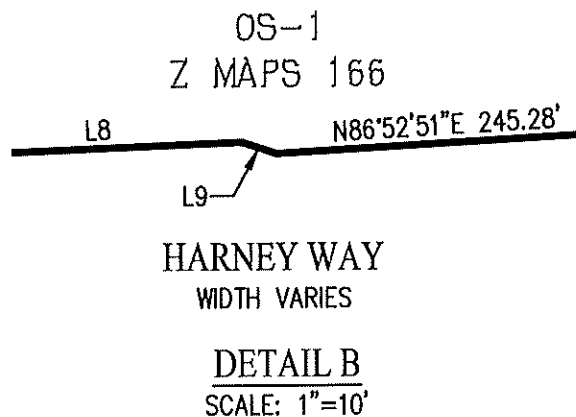 OS-1
Z MAPS 166
L8
N86°52'51"E 245.28'
L9
HARNEY WAY
WIDTH VARIES
DETAIL B
SCALE: 1"=10'